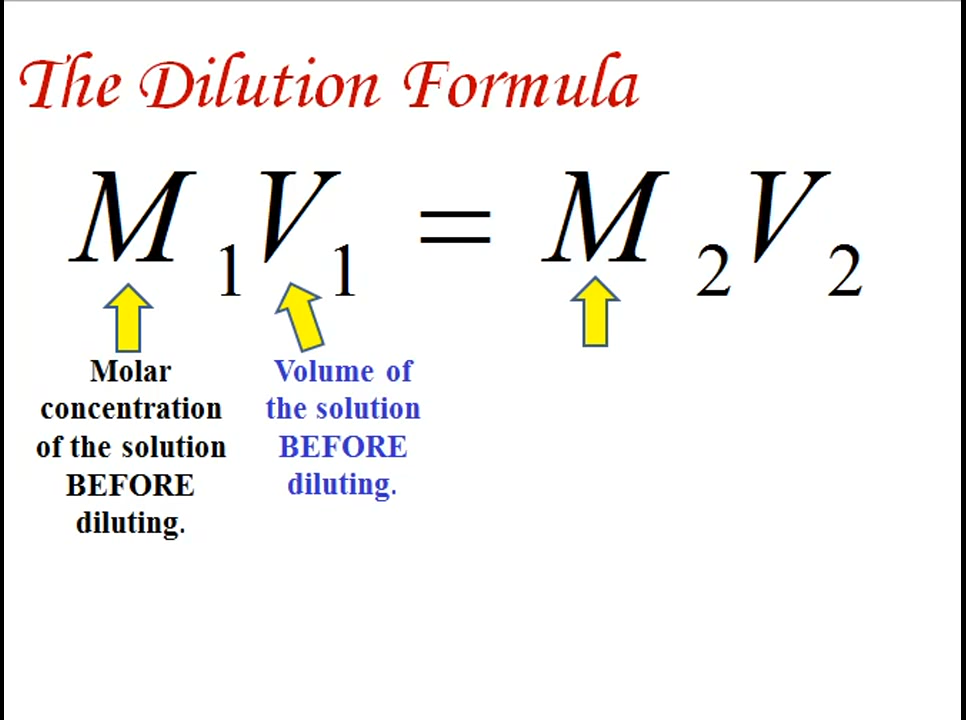 The Dilution Formula
M₁V₁ = M₂V₂
Molar
concentration
of the solution
BEFORE
diluting.
Volume of
the solution
BEFORE
diluting.